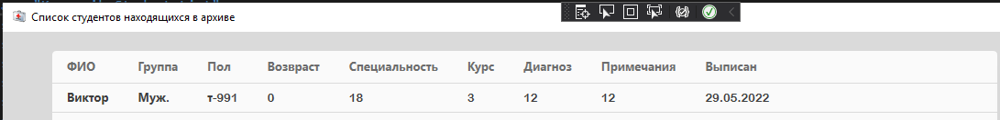 Список студентов находящихся в архиве
ФИО Группа Пол Возвраст Специальность Курс Диагноз Примечания Выписан
Виктор Муж. т-991 0 18 3 12 12 29.05.2022